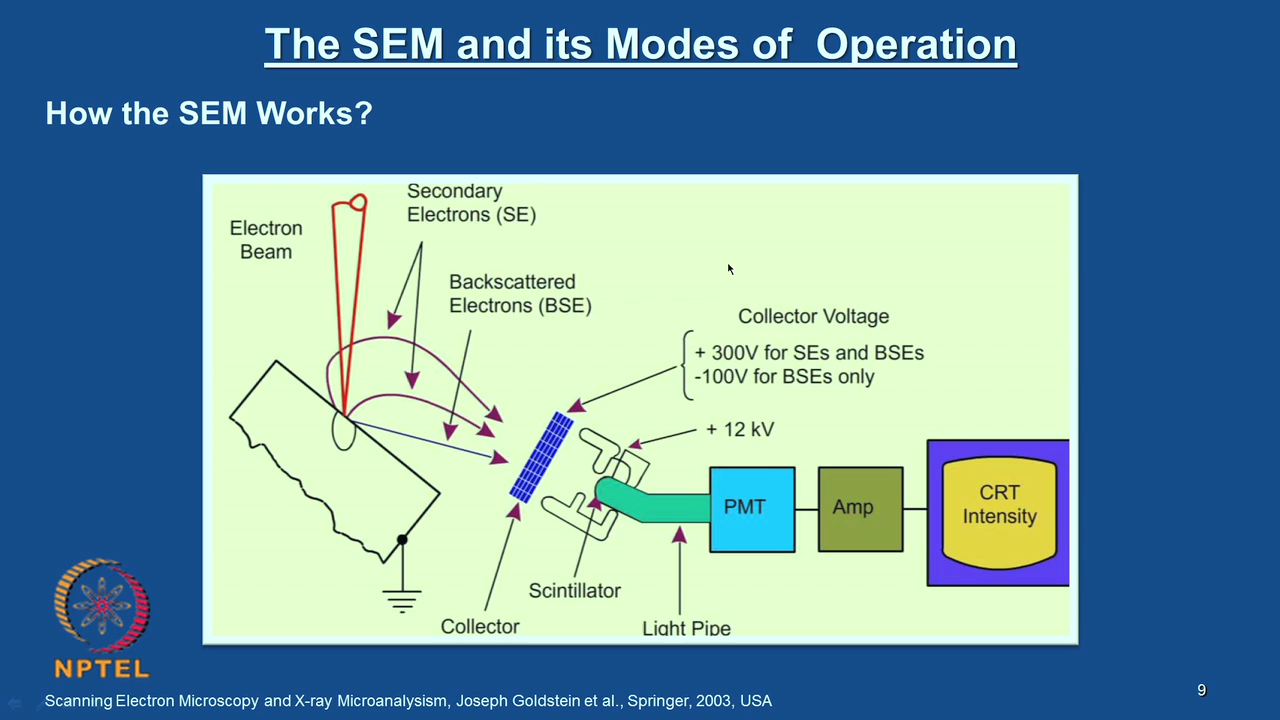 The SEM and its Modes of Operation
How the SEM Works?
Secondary
Electrons (SE)
Electron
Beam
Backscattered
Electrons (BSE)
Collector Voltage
+ 300V for SEs and BSEs
-100V for BSEs only
+ 12 kV
PMT
Amp
CRT
Intensity
Scintillator
Collector
Light Pipe
NPTEL
Scanning Electron Microscopy and X-ray Microanalysism, Joseph Goldstein et al., Springer, 2003, USA
9